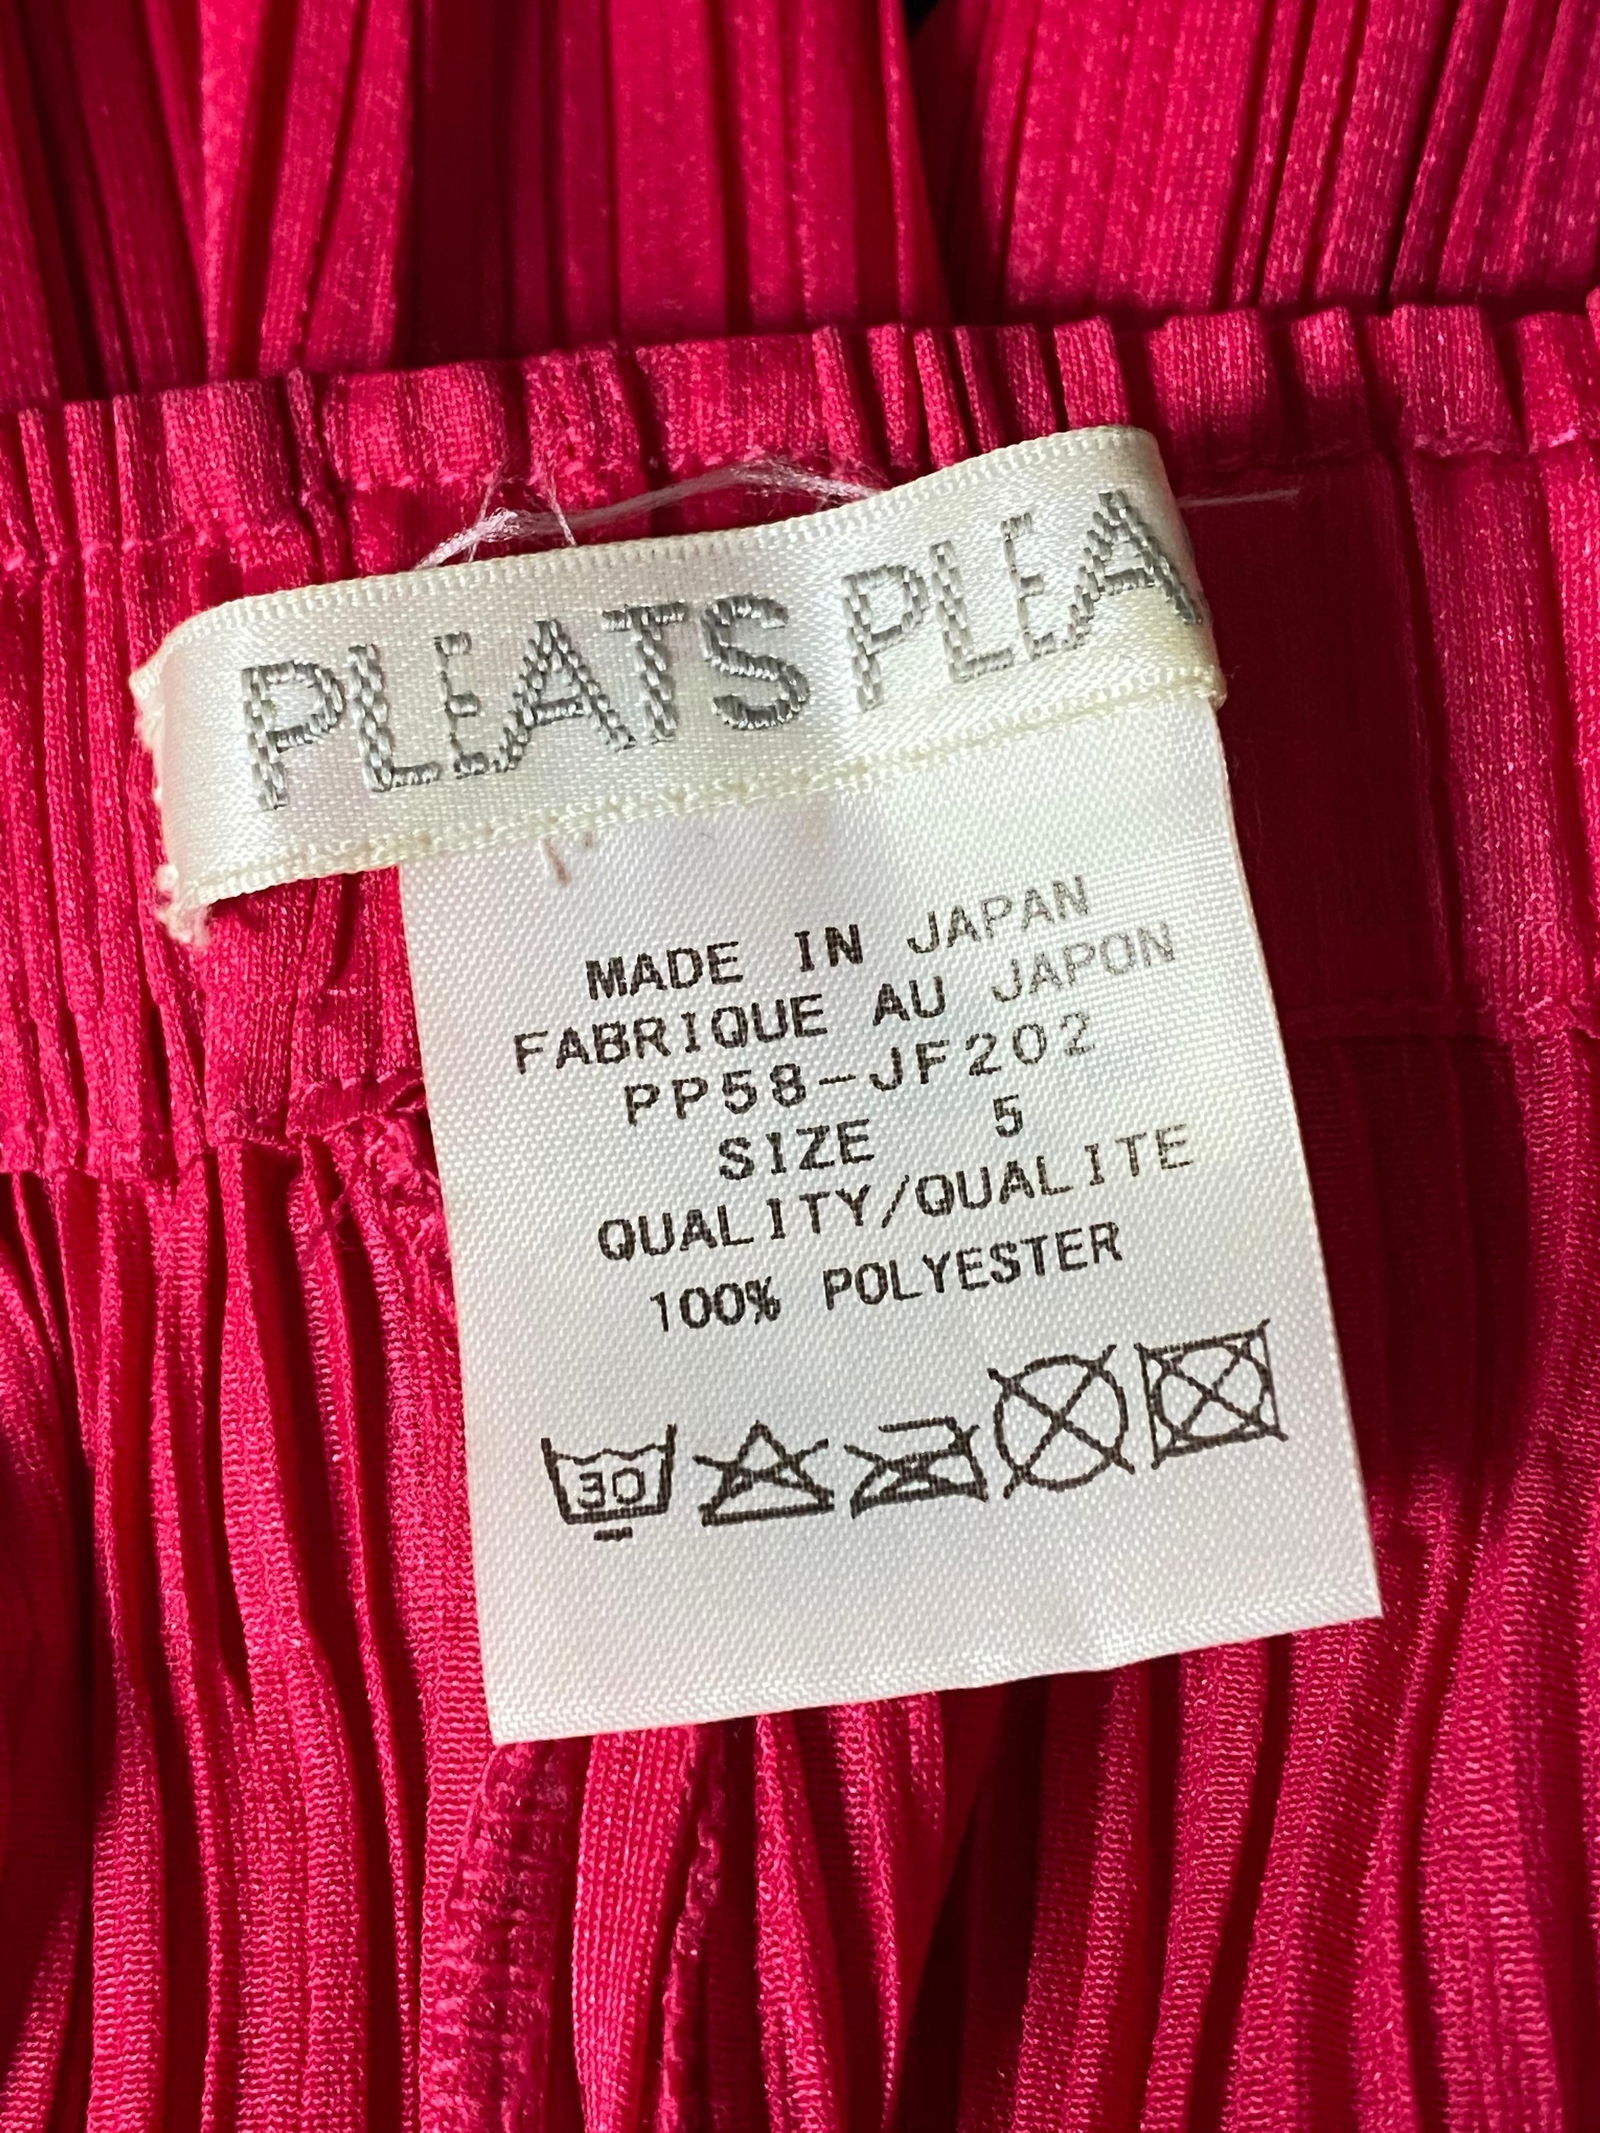 PLEATS PLEA
MADE IN JAPAN
FABRIQUE AU JAPON
PP58-JF202
SIZE 5
QUALITY/QUALITE
100% POLYESTER
30